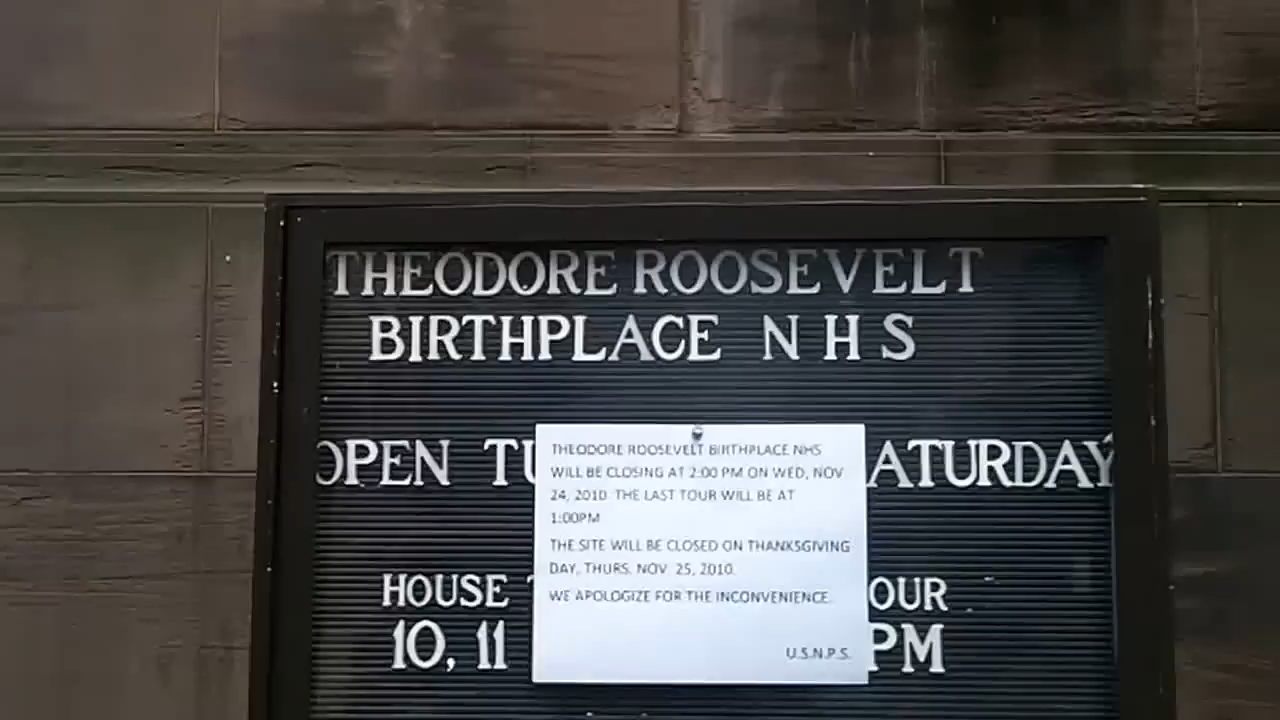 THEODORE ROOSEVELT
BIRTHPLACE N H S
OPEN TU ATURDAY
HOUSE OUR
10, 11 PM
THEODORE ROOSEVELT BIRTHPLACE NHS
WILL BE CLOSING AT 2:00 PM ON WED, NOV
24, 2010. THE LAST TOUR WILL BE AT
1:00PM
THE SITE WILL BE CLOSED ON THANKSGIVING
DAY, THURS. NOV. 25, 2010.
WE APOLOGIZE FOR THE INCONVENIENCE.
U.S.N.P.S.